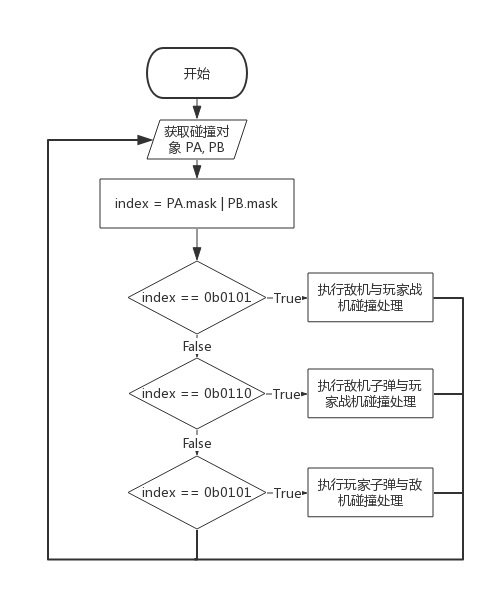 开始
获取碰撞对
象 PA, PB
index = PA.mask | PB.mask
index == 0b0101
True
执行敌机与玩家战
机碰撞处理
False
index == 0b0110
True
执行敌机子弹与玩
家战机碰撞处理
False
index == 0b0101
True
执行玩家子弹与敌
机碰撞处理